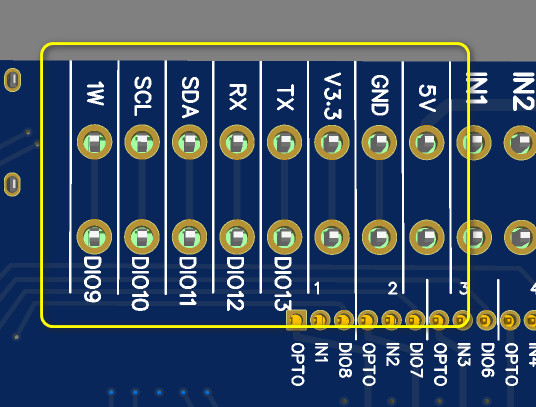 1W SCL SDA RX TX V3.3 GND 5V IN1 IN2
DIO9 DIO10 DIO11 DIO12 DIO13
1 2 3 4
OPTO IN1 DIO8 OPTO IN2 DIO7 OPTO IN3 DIO6 OPTO IN4